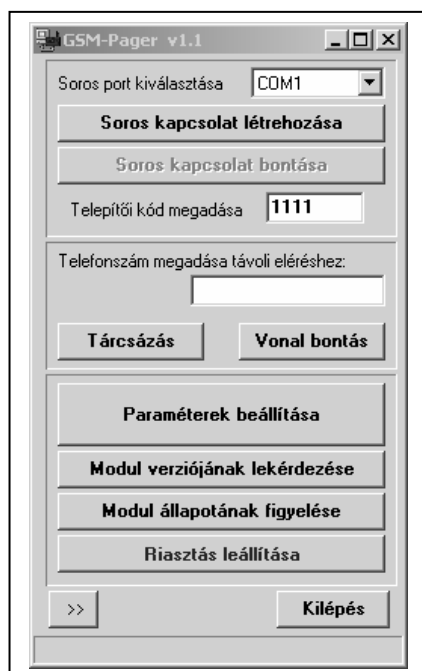 GSM-Pager v1.1
Soros port kiválasztása COM1
Soros kapcsolat létrehozása
Soros kapcsolat bontása
Telepítői kód megadása 1111
Telefonszám megadása távoli eléréshez:
Tárcsázás Vonal bontás
Paraméterek beállítása
Modul verziójának lekérdezése
Modul állapotának figyelése
Riasztás leállítása
>> Kilépés